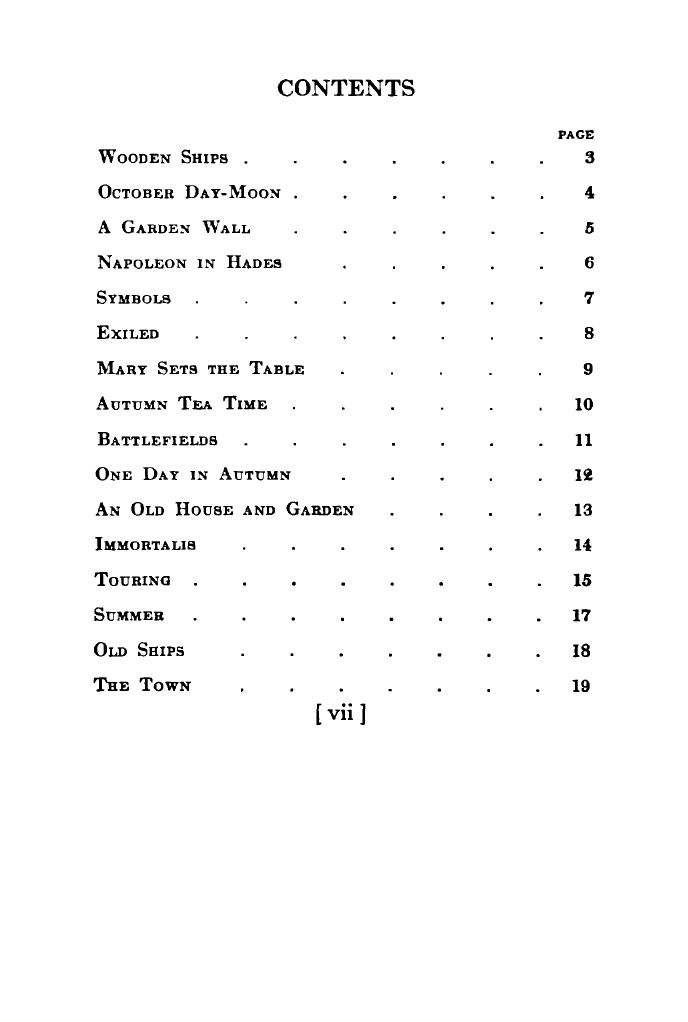 CONTENTS
PAGE
WOODEN SHIPS . . . . . . . 3
OCTOBER DAY-MOON . . . . . . 4
A GARDEN WALL . . . . . . 5
NAPOLEON IN HADES . . . . . 6
SYMBOLS . . . . . . . . 7
EXILED . . . . . . . . 8
MARY SETS THE TABLE . . . . . 9
AUTUMN TEA TIME . . . . . . 10
BATTLEFIELDS . . . . . . . 11
ONE DAY IN AUTUMN . . . . . 12
AN OLD HOUSE AND GARDEN . . . . 13
IMMORTALIS . . . . . . . 14
TOURING . . . . . . . . 15
SUMMER . . . . . . . . 17
OLD SHIPS . . . . . . . 18
THE TOWN . . . . . . . 19
[ vii ]